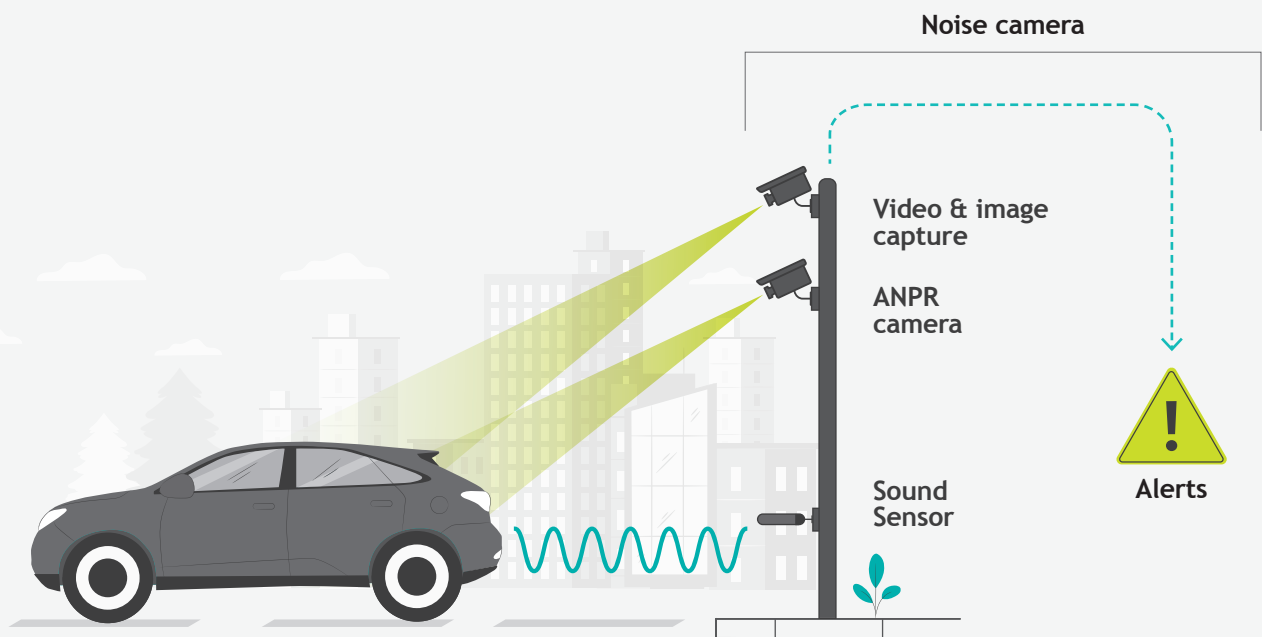 Noise camera
Video & image
capture
ANPR
camera
Sound
Sensor
!
Alerts